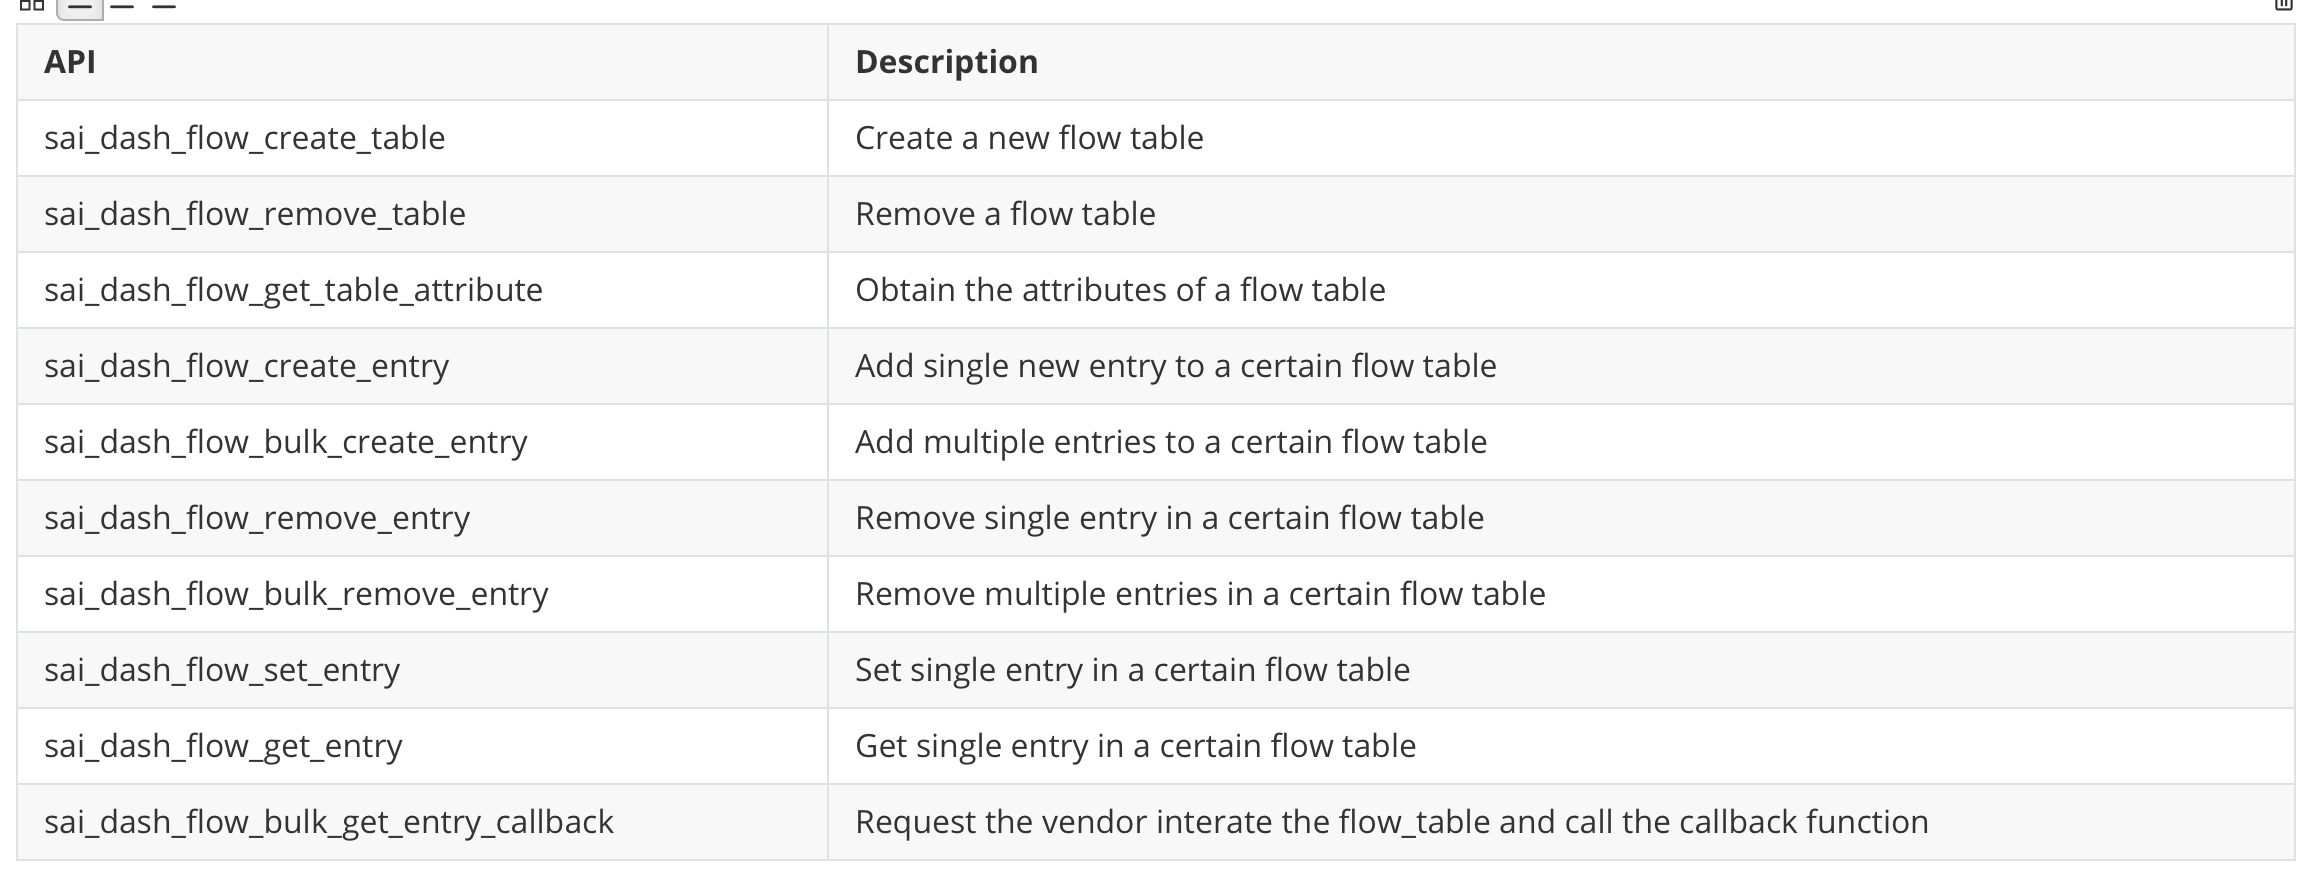 API Description
sai_dash_flow_create_table Create a new flow table
sai_dash_flow_remove_table Remove a flow table
sai_dash_flow_get_table_attribute Obtain the attributes of a flow table
sai_dash_flow_create_entry Add single new entry to a certain flow table
sai_dash_flow_bulk_create_entry Add multiple entries to a certain flow table
sai_dash_flow_remove_entry Remove single entry in a certain flow table
sai_dash_flow_bulk_remove_entry Remove multiple entries in a certain flow table
sai_dash_flow_set_entry Set single entry in a certain flow table
sai_dash_flow_get_entry Get single entry in a certain flow table
sai_dash_flow_bulk_get_entry_callback Request the vendor interate the flow_table and call the callback function